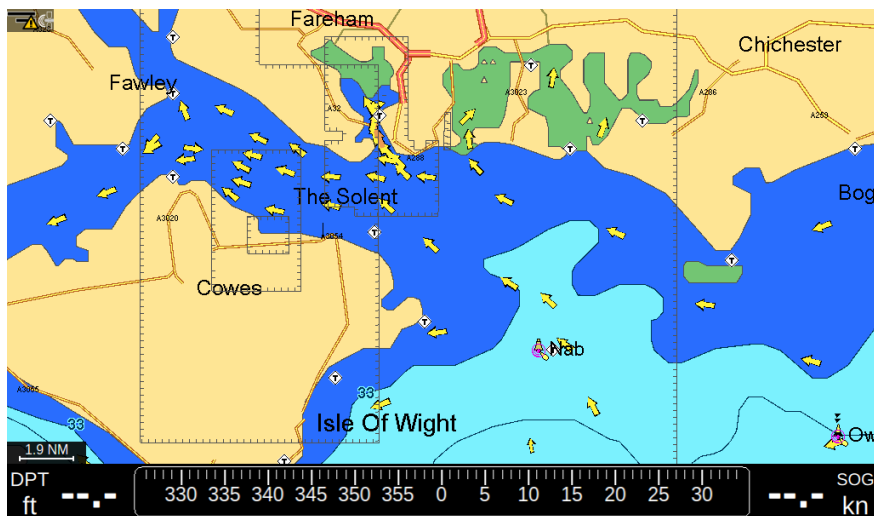 Fareham
Chichester
Fawley
A32
A3023
A286
A259
A288
The Solent
Bog
A3020
A3054
Cowes
Nab
A3055
33
33
Isle Of Wight
Ow
1.9 NM
DPT
ft
--.-
330 335 340 345 350 355 0 5 10 15 20 25 30
--.-
SOG
kn